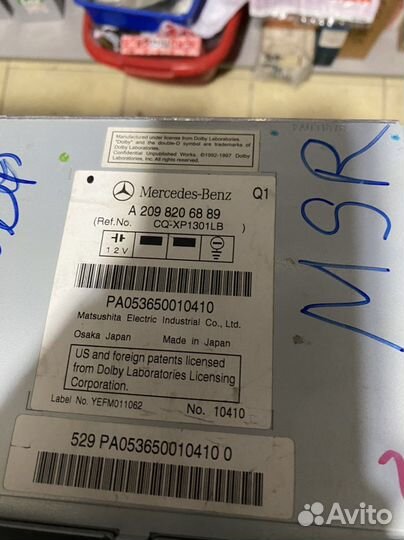 Manufactured under license from Dolby Laboratories.
"Dolby" and the double-D symbol are trademarks of
Dolby Laboratories.
Confidential Unpublished Works. ©1992-1997 Dolby
Laboratories, Inc. All rights reserved.
Mercedes-Benz Q1
A 209 820 68 89
(Ref.No. CQ-XP1301LB )
12V
PA053650010410
Matsushita Electric Industrial Co., Ltd.
Osaka Japan Made in Japan
US and foreign patents licensed
from Dolby Laboratories Licensing
Corporation.
Label No. YEFM011062 No. 10410
529 PA053650010410 0
M9R
Avito